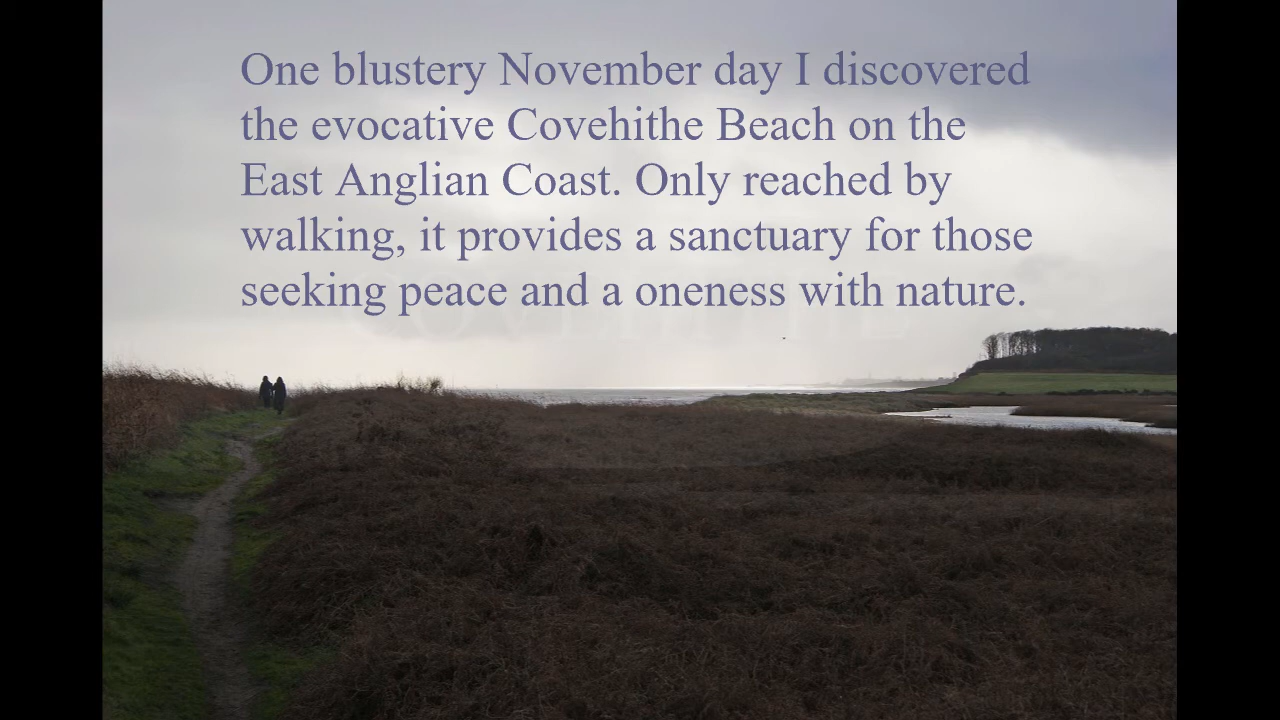 One blustery November day I discovered
the evocative Covehithe Beach on the
East Anglian Coast. Only reached by
walking, it provides a sanctuary for those
seeking peace and a oneness with nature.
COVEHITHE